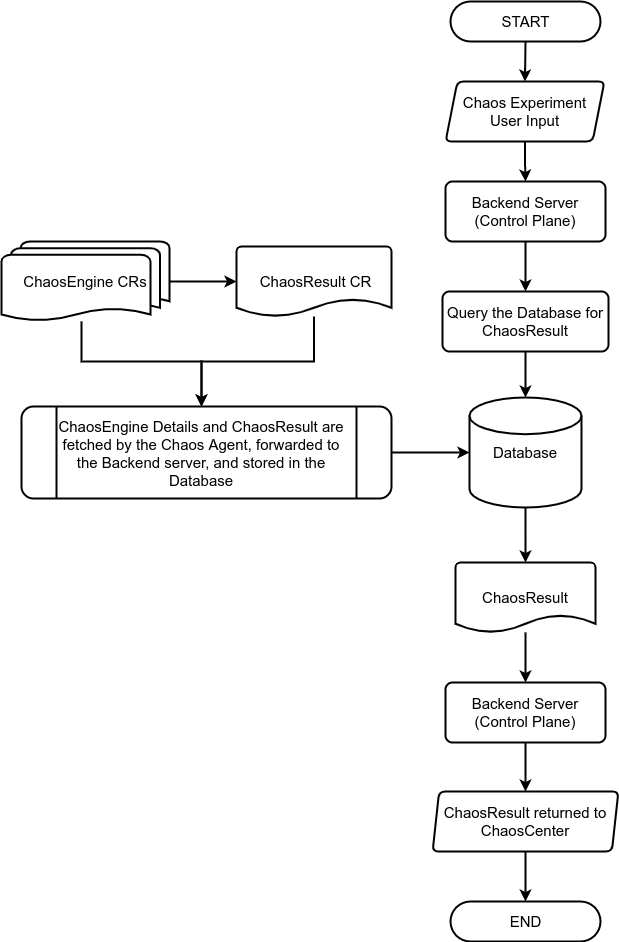 START
Chaos Experiment
User Input
Backend Server
(Control Plane)
ChaosEngine CRs
ChaosResult CR
Query the Database for
ChaosResult
ChaosEngine Details and ChaosResult are
fetched by the Chaos Agent, forwarded to
the Backend server, and stored in the
Database
Database
ChaosResult
Backend Server
(Control Plane)
ChaosResult returned to
ChaosCenter
END